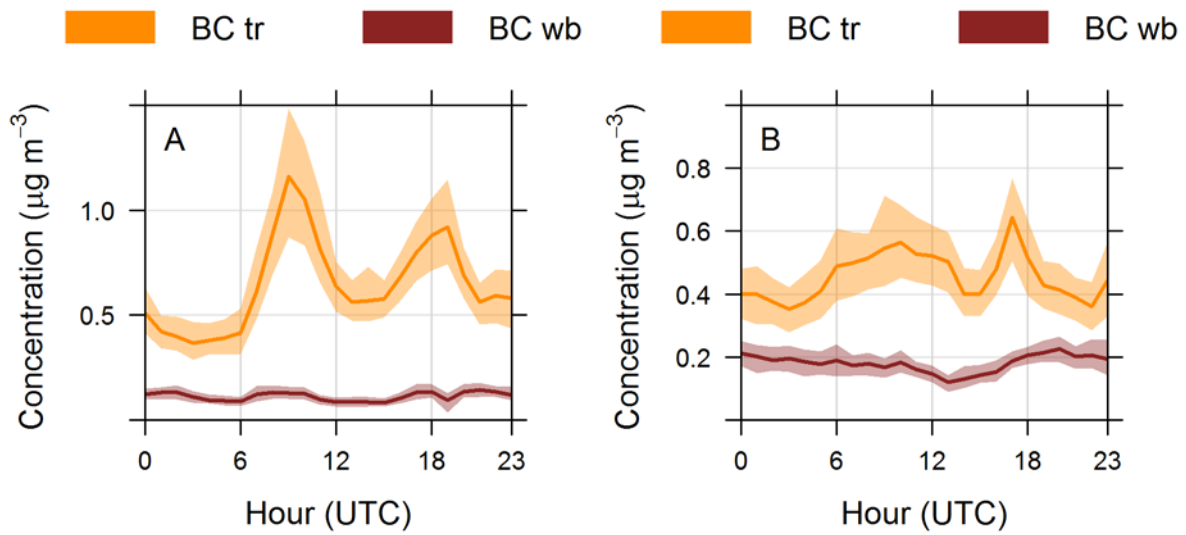 BC tr BC wb BC tr BC wb
A
B
Concentration (μg m⁻³)
1.0
0.5
0 6 12 18 23
Hour (UTC)
Concentration (μg m⁻³)
0.8
0.6
0.4
0.2
0 6 12 18 23
Hour (UTC)